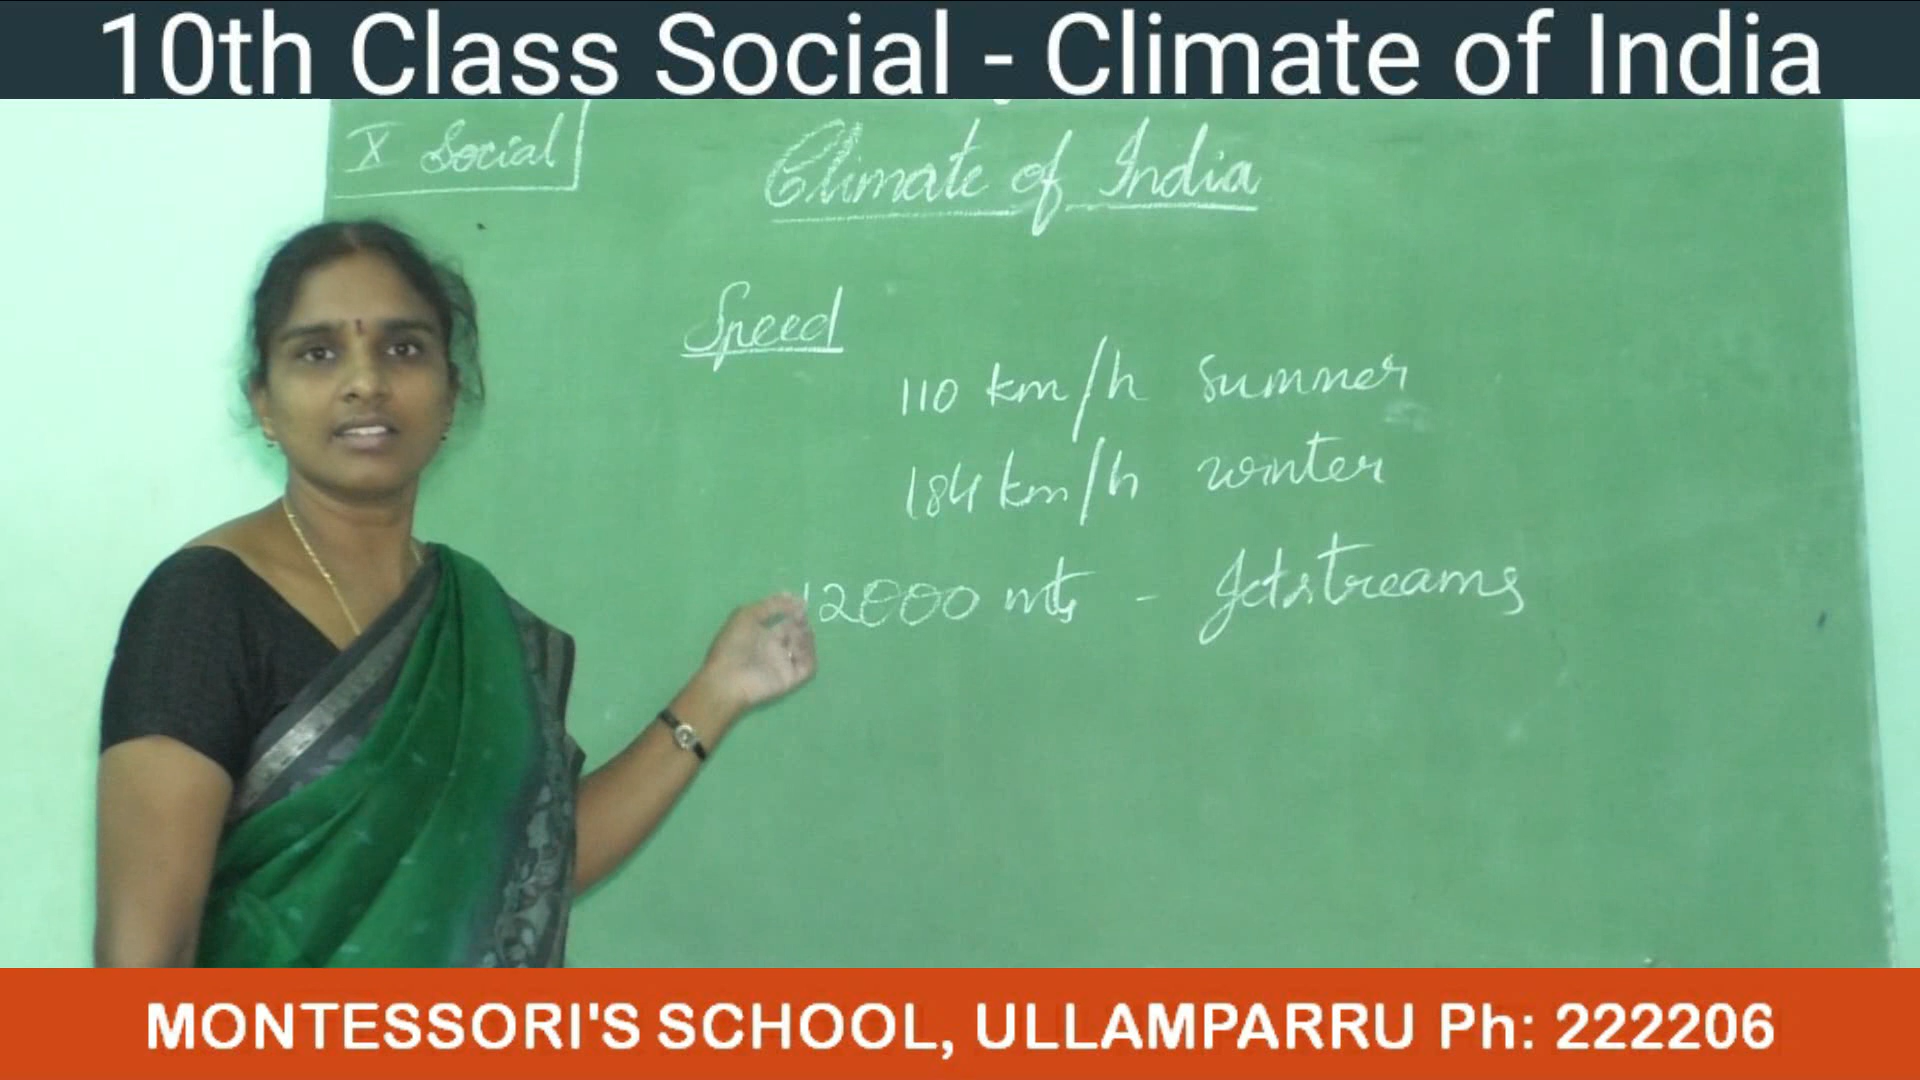 10th Class Social - Climate of India
X Social
Climate of India
Speed
110 km/h summer
184 km/h winter
12000 mts - Jetstreams
MONTESSORI'S SCHOOL, ULLAMPARRU Ph: 222206